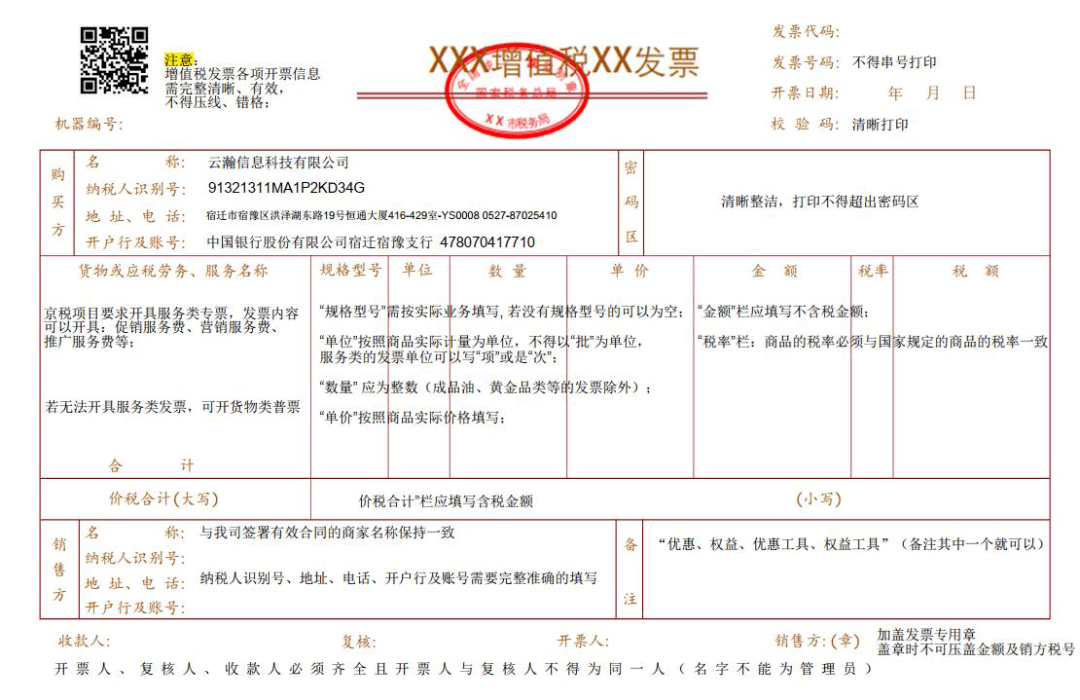 注意:
增值税发票各项开票信息
需完整清晰、有效,
不得压线、错格;
机器编号:
XXX增值税XX发票
国家税务总局
XX市税务局
发票代码:
发票号码: 不得串号打印
开票日期: 年 月 日
校 验 码: 清晰打印
购买方
名 称: 云瀚信息科技有限公司
纳税人识别号: 91321311MA1P2KD34G
地 址、电 话: 宿迁市宿豫区洪泽湖东路19号恒通大厦416-429室-YS0008 0527-87025410
开户行及账号: 中国银行股份有限公司宿迁宿豫支行 478070417710
密码区
清晰整洁,打印不得超出密码区
货物或应税劳务、服务名称 规格型号 单位 数 量 单 价 金 额 税率 税 额
京税项目要求开具服务类专票,发票内容
可以开具:促销服务费、营销服务费、
推广服务费等;
若无法开具服务类发票,可开货物类普票
“规格型号”需按实际业务填写, 若没有规格型号的可以为空;
“单位”按照商品实际计量为单位,不得以“批”为单位,
服务类的发票单位可以写“项”或是“次”;
“数量” 应为整数(成品油、黄金品类等的发票除外);
“单价”按照商品实际价格填写;
“金额”栏应填写不含税金额;
“税率”栏:商品的税率必须与国家规定的商品的税率一致
合 计
价税合计(大写) 价税合计”栏应填写含税金额 (小写)
销售方
名 称: 与我司签署有效合同的商家名称保持一致
纳税人识别号:
地 址、电 话: 纳税人识别号、地址、电话、开户行及账号需要完整准确的填写
开户行及账号:
备注
“优惠、权益、优惠工具、权益工具”(备注其中一个就可以)
收款人: 复核: 开票人: 销售方:(章) 加盖发票专用章
盖章时不可压盖金额及销方税号
开票人、复核人、收款人必须齐全且开票人与复核人不得为同一人(名字不能为管理员)